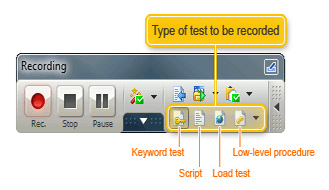 Type of test to be recorded
Recording
Rec.
Stop
Pause
Keyword test
Low-level procedure
Script
Load test